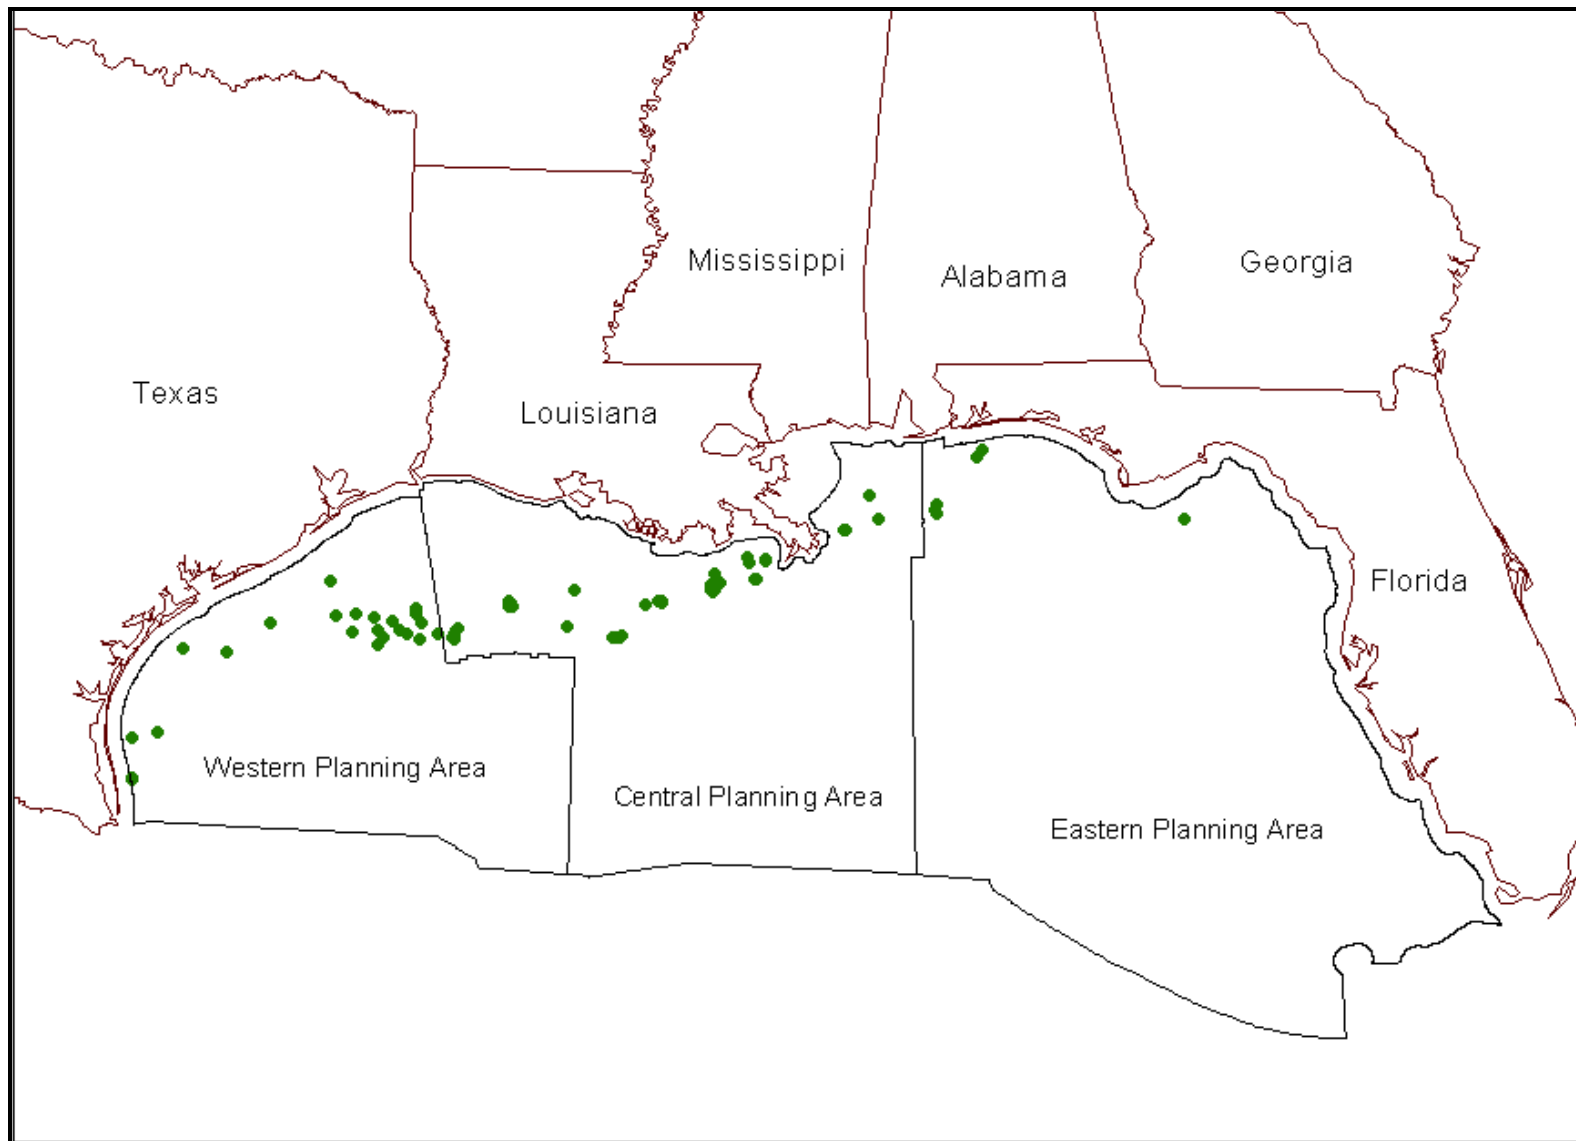 Mississippi
Alabama
Georgia
Texas
Louisiana
Florida
Western Planning Area
Central Planning Area
Eastern Planning Area